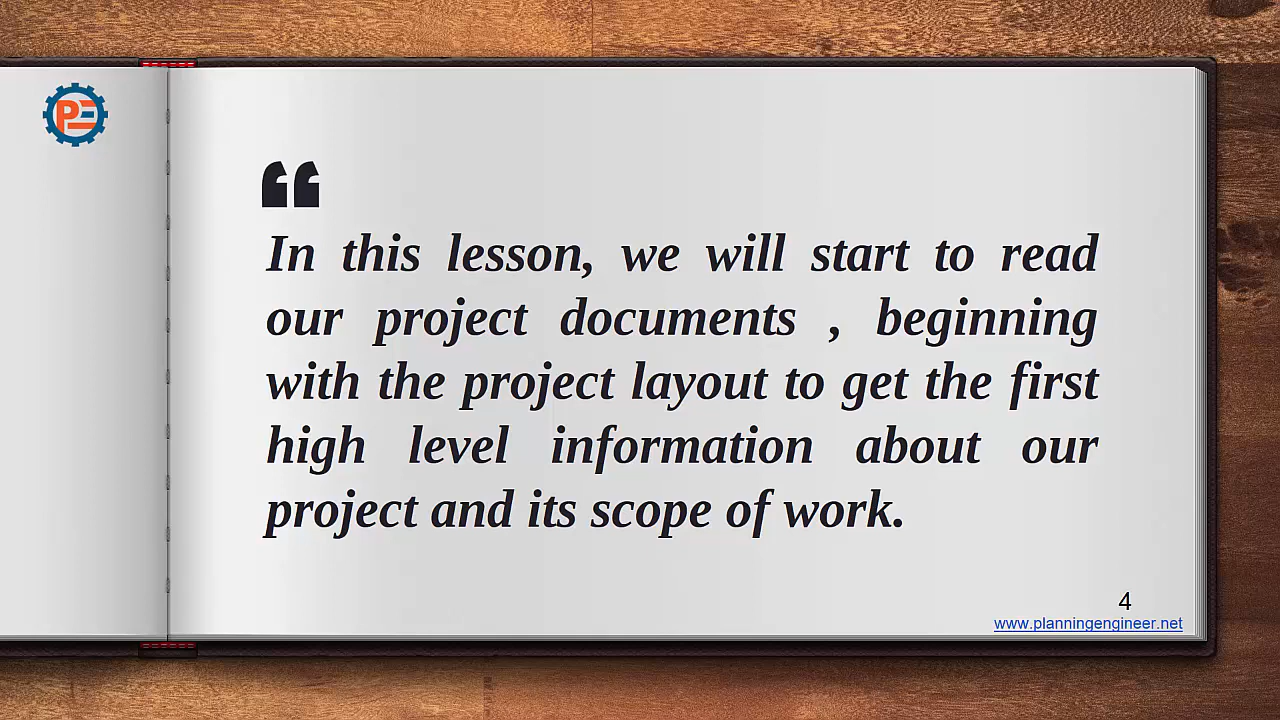 PE
“
In this lesson, we will start to read
our project documents , beginning
with the project layout to get the first
high level information about our
project and its scope of work.
4
www.planningengineer.net